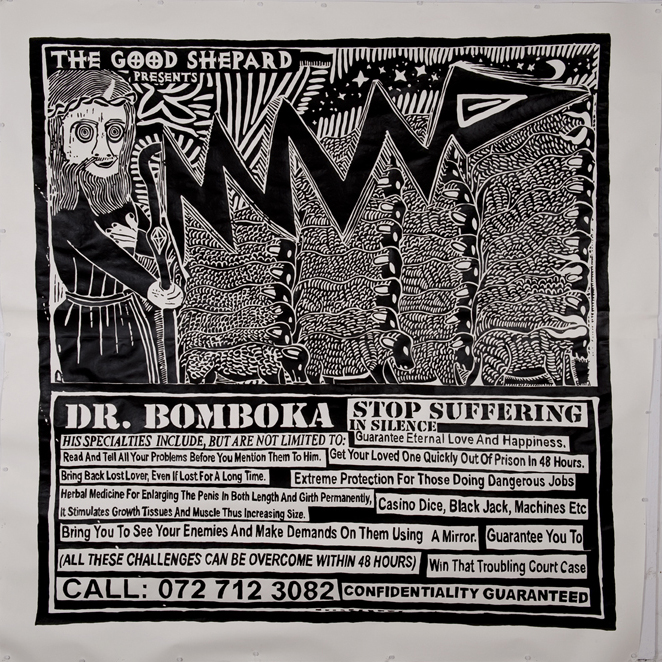 THE GOOD SHEPARD
PRESENTS
DR. BOMBOKA
STOP SUFFERING
IN SILENCE
HIS SPECIALTIES INCLUDE, BUT ARE NOT LIMITED TO:
Guarantee Eternal Love And Happiness,
Read And Tell All Your Problems Before You Mention Them To Him.
Get Your Loved One Quickly Out Of Prison In 48 Hours.
Bring Back Lost Lover, Even If Lost For A Long Time.
Extreme Protection For Those Doing Dangerous Jobs
Herbal Medicine For Enlarging The Penis In Both Length And Girth Permanently,
It Stimulates Growth Tissues And Muscle Thus Increasing Size.
Casino Dice, Black Jack, Machines Etc
Bring You To See Your Enemies And Make Demands On Them Using A Mirror.
Guarantee You To
(ALL THESE CHALLENGES CAN BE OVERCOME WITHIN 48 HOURS)
Win That Troubling Court Case
CALL: 072 712 3082
CONFIDENTIALITY GUARANTEED